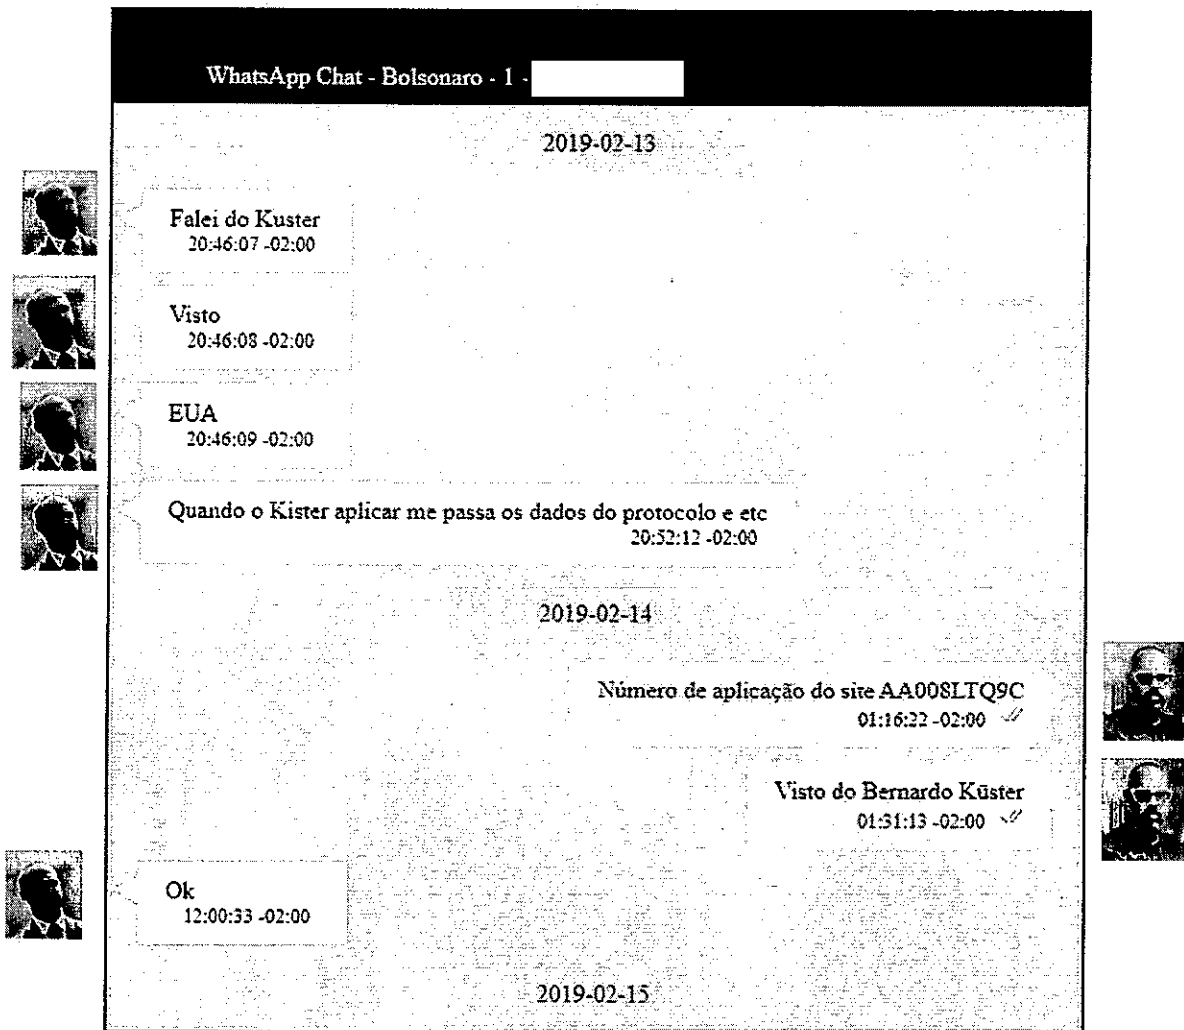 WhatsApp Chat - Bolsonaro - 1 -
2019-02-13
Falei do Kuster
20:46:07 -02:00
Visto
20:46:08 -02:00
EUA
20:46:09 -02:00
Quando o Kister aplicar me passa os dados do protocolo e etc
20:52:12 -02:00
2019-02-14
Número de aplicação do site AA008LTQ9C
01:16:22 -02:00
Visto do Bernardo Küster
01:31:13 -02:00
Ok
12:00:33 -02:00
2019-02-15